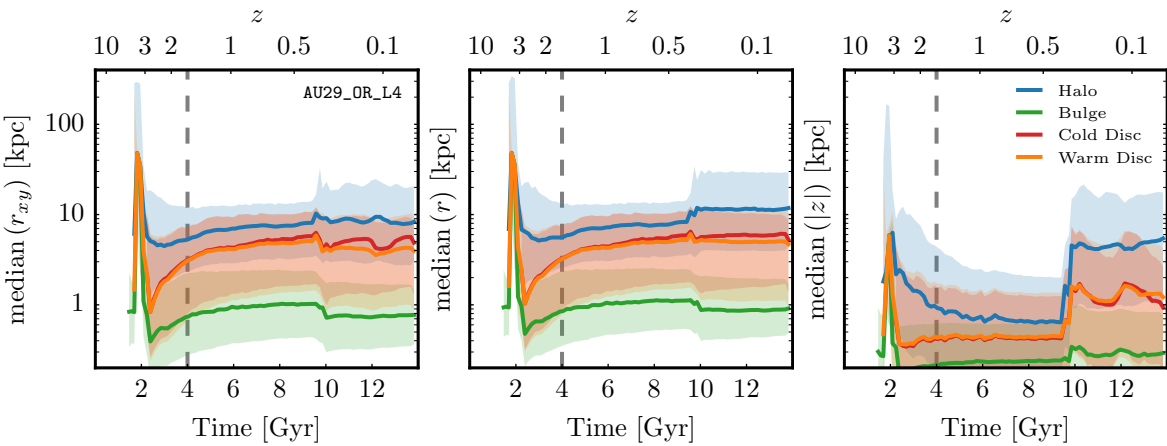 z z z
10 3 2 1 0.5 0.1 10 3 2 1 0.5 0.1 10 3 2 1 0.5 0.1
AU29_OR_L4
Halo
Bulge
Cold Disc
Warm Disc
100
10
1
median (r_{xy}) [kpc]
median (r) [kpc]
median (|z|) [kpc]
2 4 6 8 10 12 2 4 6 8 10 12 2 4 6 8 10 12
Time [Gyr] Time [Gyr] Time [Gyr]